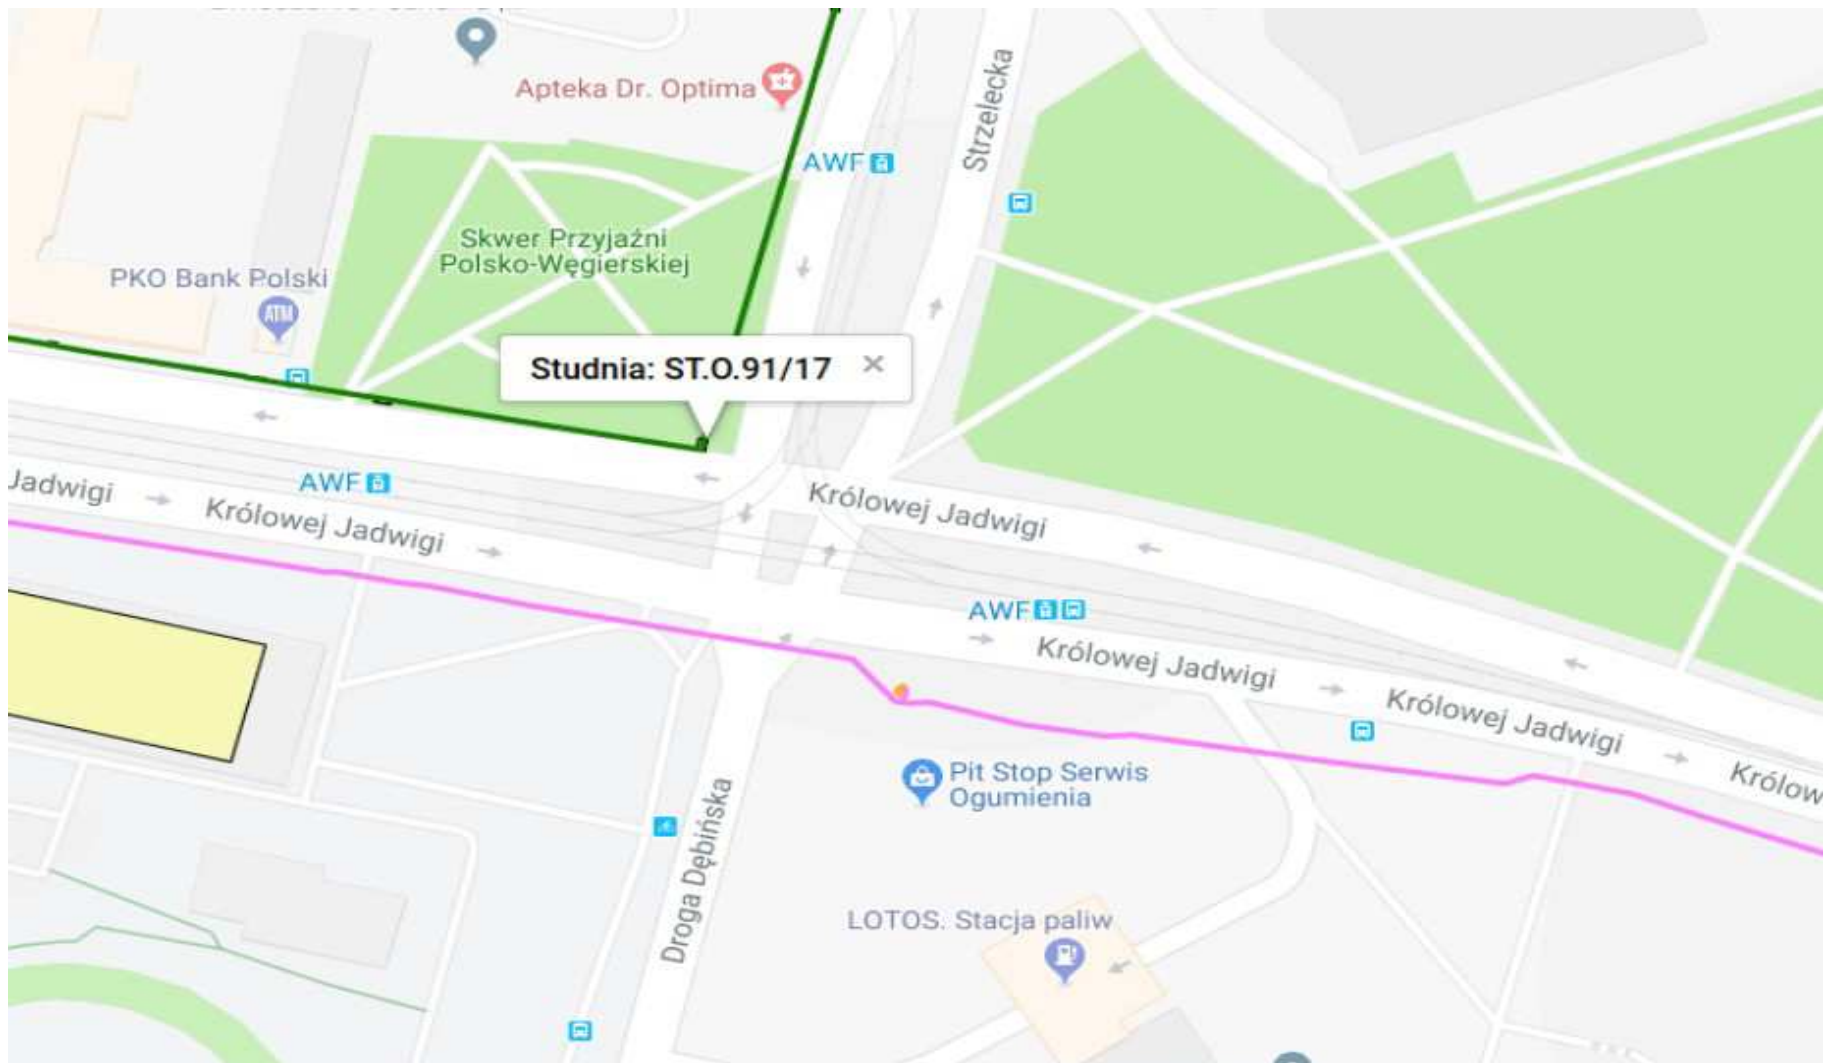 Apteka Dr. Optima
AWF
Strzelecka
Skwer Przyjaźni
Polsko-Węgierskiej
PKO Bank Polski
ATM
Studnia: ST.O.91/17
AWF
Jadwigi
Królowej Jadwigi
Królowej Jadwigi
AWF
Królowej Jadwigi
Królowej Jadwigi
Królow
Pit Stop Serwis
Ogumienia
Droga Dębińska
LOTOS. Stacja paliw